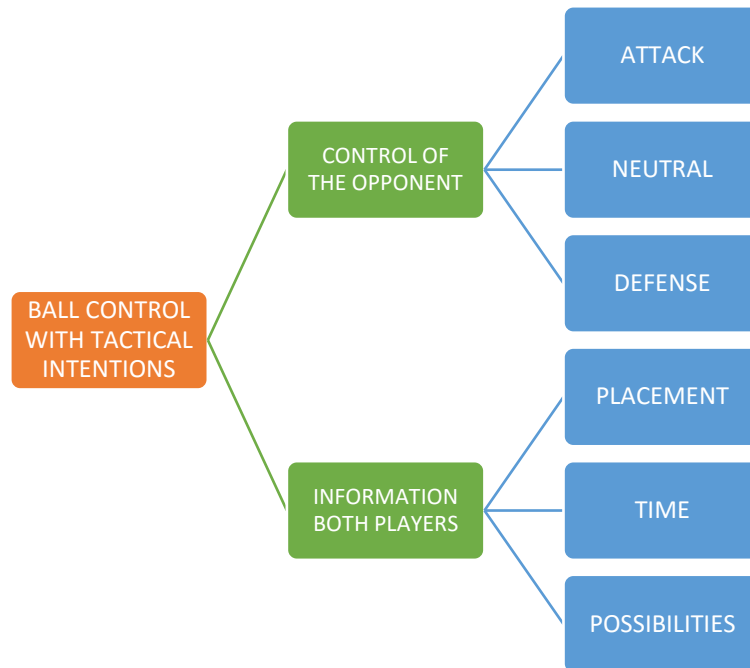 BALL CONTROL
WITH TACTICAL
INTENTIONS
CONTROL OF
THE OPPONENT
ATTACK
NEUTRAL
DEFENSE
INFORMATION
BOTH PLAYERS
PLACEMENT
TIME
POSSIBILITIES